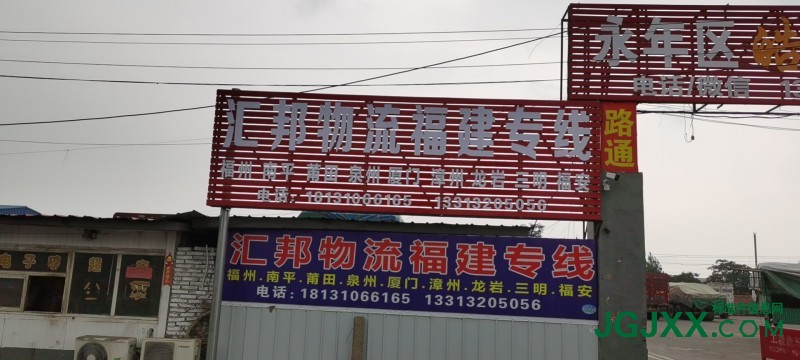 永年区
电话/微信 13
汇邦物流福建专线
福州.南平.莆田.泉州.厦门.漳州.龙岩.三明.福安
电话:18131066165 13313205056
路通
汇邦物流福建专线
福州.南平.莆田.泉州.厦门.漳州.龙岩.三明.福安
电话:18131066165 13313205056
JGJXX.COM